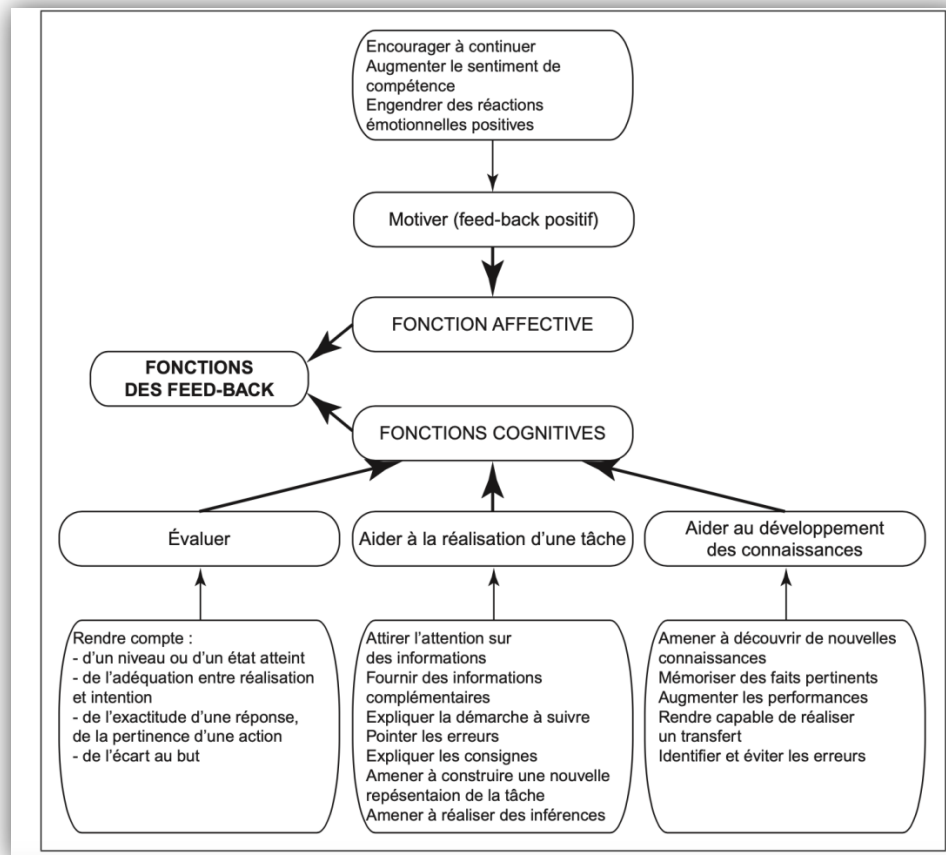 Encourager à continuer
Augmenter le sentiment de
compétence
Engendrer des réactions
émotionnelles positives
Motiver (feed-back positif)
FONCTION AFFECTIVE
FONCTIONS
DES FEED-BACK
FONCTIONS COGNITIVES
Évaluer
Aider à la réalisation d'une tâche
Aider au développement
des connaissances
Rendre compte :
- d'un niveau ou d'un état atteint
- de l'adéquation entre réalisation
et intention
- de l'exactitude d'une réponse,
de la pertinence d'une action
- de l'écart au but
Attirer l'attention sur
des informations
Fournir des informations
complémentaires
Expliquer la démarche à suivre
Pointer les erreurs
Expliquer les consignes
Amener à construire une nouvelle
repésentaion de la tâche
Amener à réaliser des inférences
Amener à découvrir de nouvelles
connaissances
Mémoriser des faits pertinents
Augmenter les performances
Rendre capable de réaliser
un transfert
Identifier et éviter les erreurs